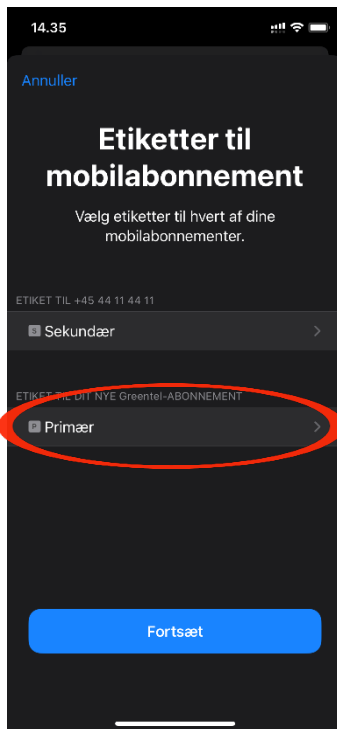 14.35
Annuller
Etiketter til
mobilabonnement
Vælg etiketter til hvert af dine
mobilabonnementer.
ETIKET TIL +45 44 11 44 11
S Sekundær
ETIKET TIL DIT NYE Greentel-ABONNEMENT
P Primær
Fortsæt